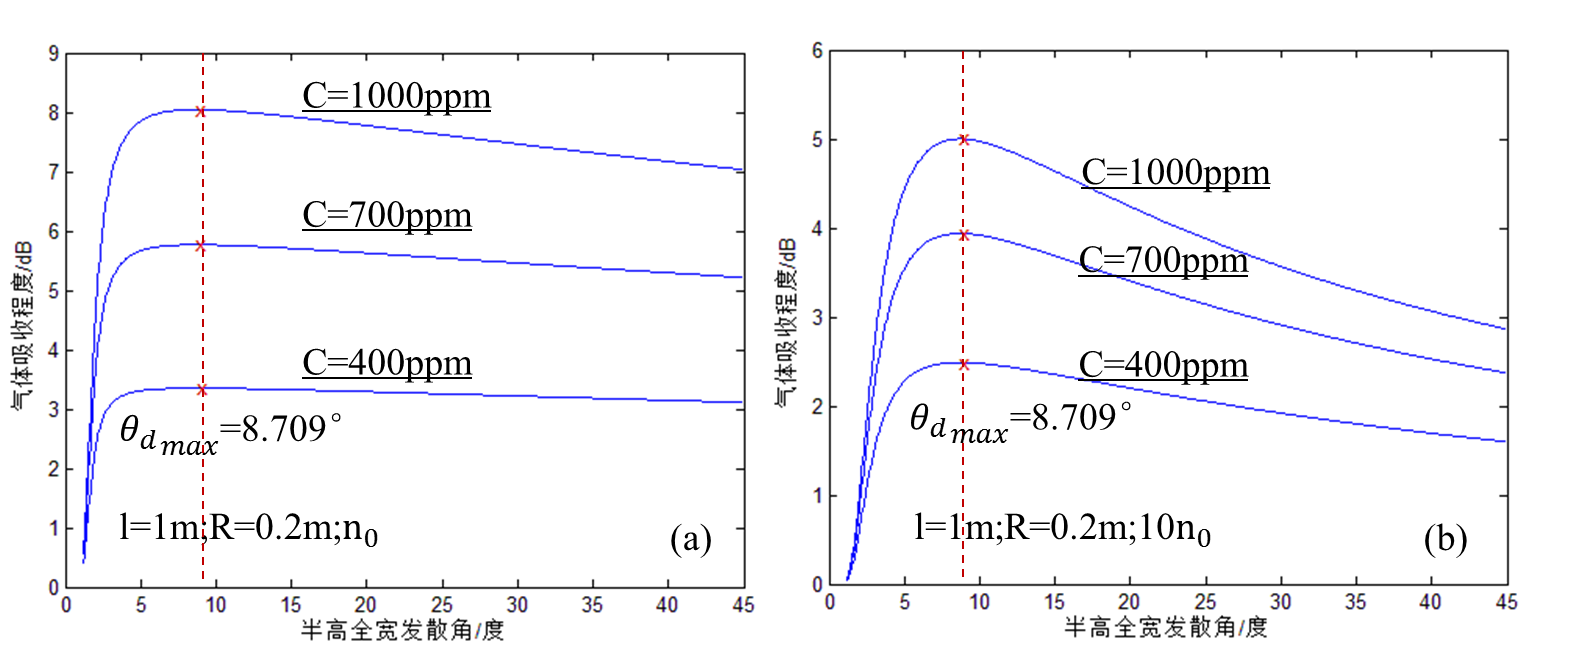 9
8
7
6
5
4
3
2
1
0
气体吸收程度/dB
C=1000ppm
C=700ppm
C=400ppm
θ_{d_{max}}=8.709°
l=1m;R=0.2m;n₀
(a)
0 5 10 15 20 25 30 35 40 45
半高全宽发散角/度
6
5
4
3
2
1
0
气体吸收程度/dB
C=1000ppm
C=700ppm
C=400ppm
θ_{d_{max}}=8.709°
l=1m;R=0.2m;10n₀
(b)
0 5 10 15 20 25 30 35 40 45
半高全宽发散角/度